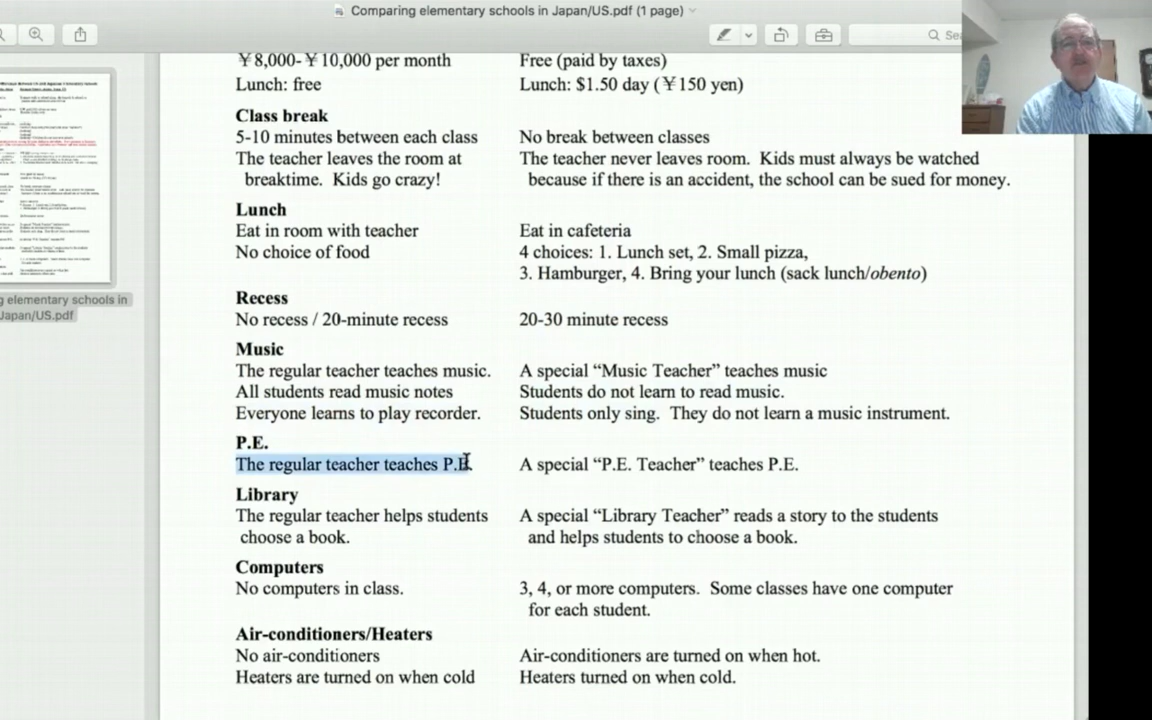 Comparing elementary schools in Japan/US.pdf (1 page)
￥8,000-￥10,000 per month Free (paid by taxes)
Lunch: free Lunch: $1.50 day (￥150 yen)
Class break
5-10 minutes between each class No break between classes
The teacher leaves the room at The teacher never leaves room. Kids must always be watched
breaktime. Kids go crazy! because if there is an accident, the school can be sued for money.
Lunch
Eat in room with teacher Eat in cafeteria
No choice of food 4 choices: 1. Lunch set, 2. Small pizza,
3. Hamburger, 4. Bring your lunch (sack lunch/obento)
Recess
No recess / 20-minute recess 20-30 minute recess
Music
The regular teacher teaches music. A special “Music Teacher” teaches music
All students read music notes Students do not learn to read music.
Everyone learns to play recorder. Students only sing. They do not learn a music instrument.
P.E.
The regular teacher teaches P.E. A special “P.E. Teacher” teaches P.E.
Library
The regular teacher helps students A special “Library Teacher” reads a story to the students
choose a book. and helps students to choose a book.
Computers
No computers in class. 3, 4, or more computers. Some classes have one computer
for each student.
Air-conditioners/Heaters
No air-conditioners Air-conditioners are turned on when hot.
Heaters are turned on when cold Heaters turned on when cold.
g elementary schools in
Japan/US.pdf